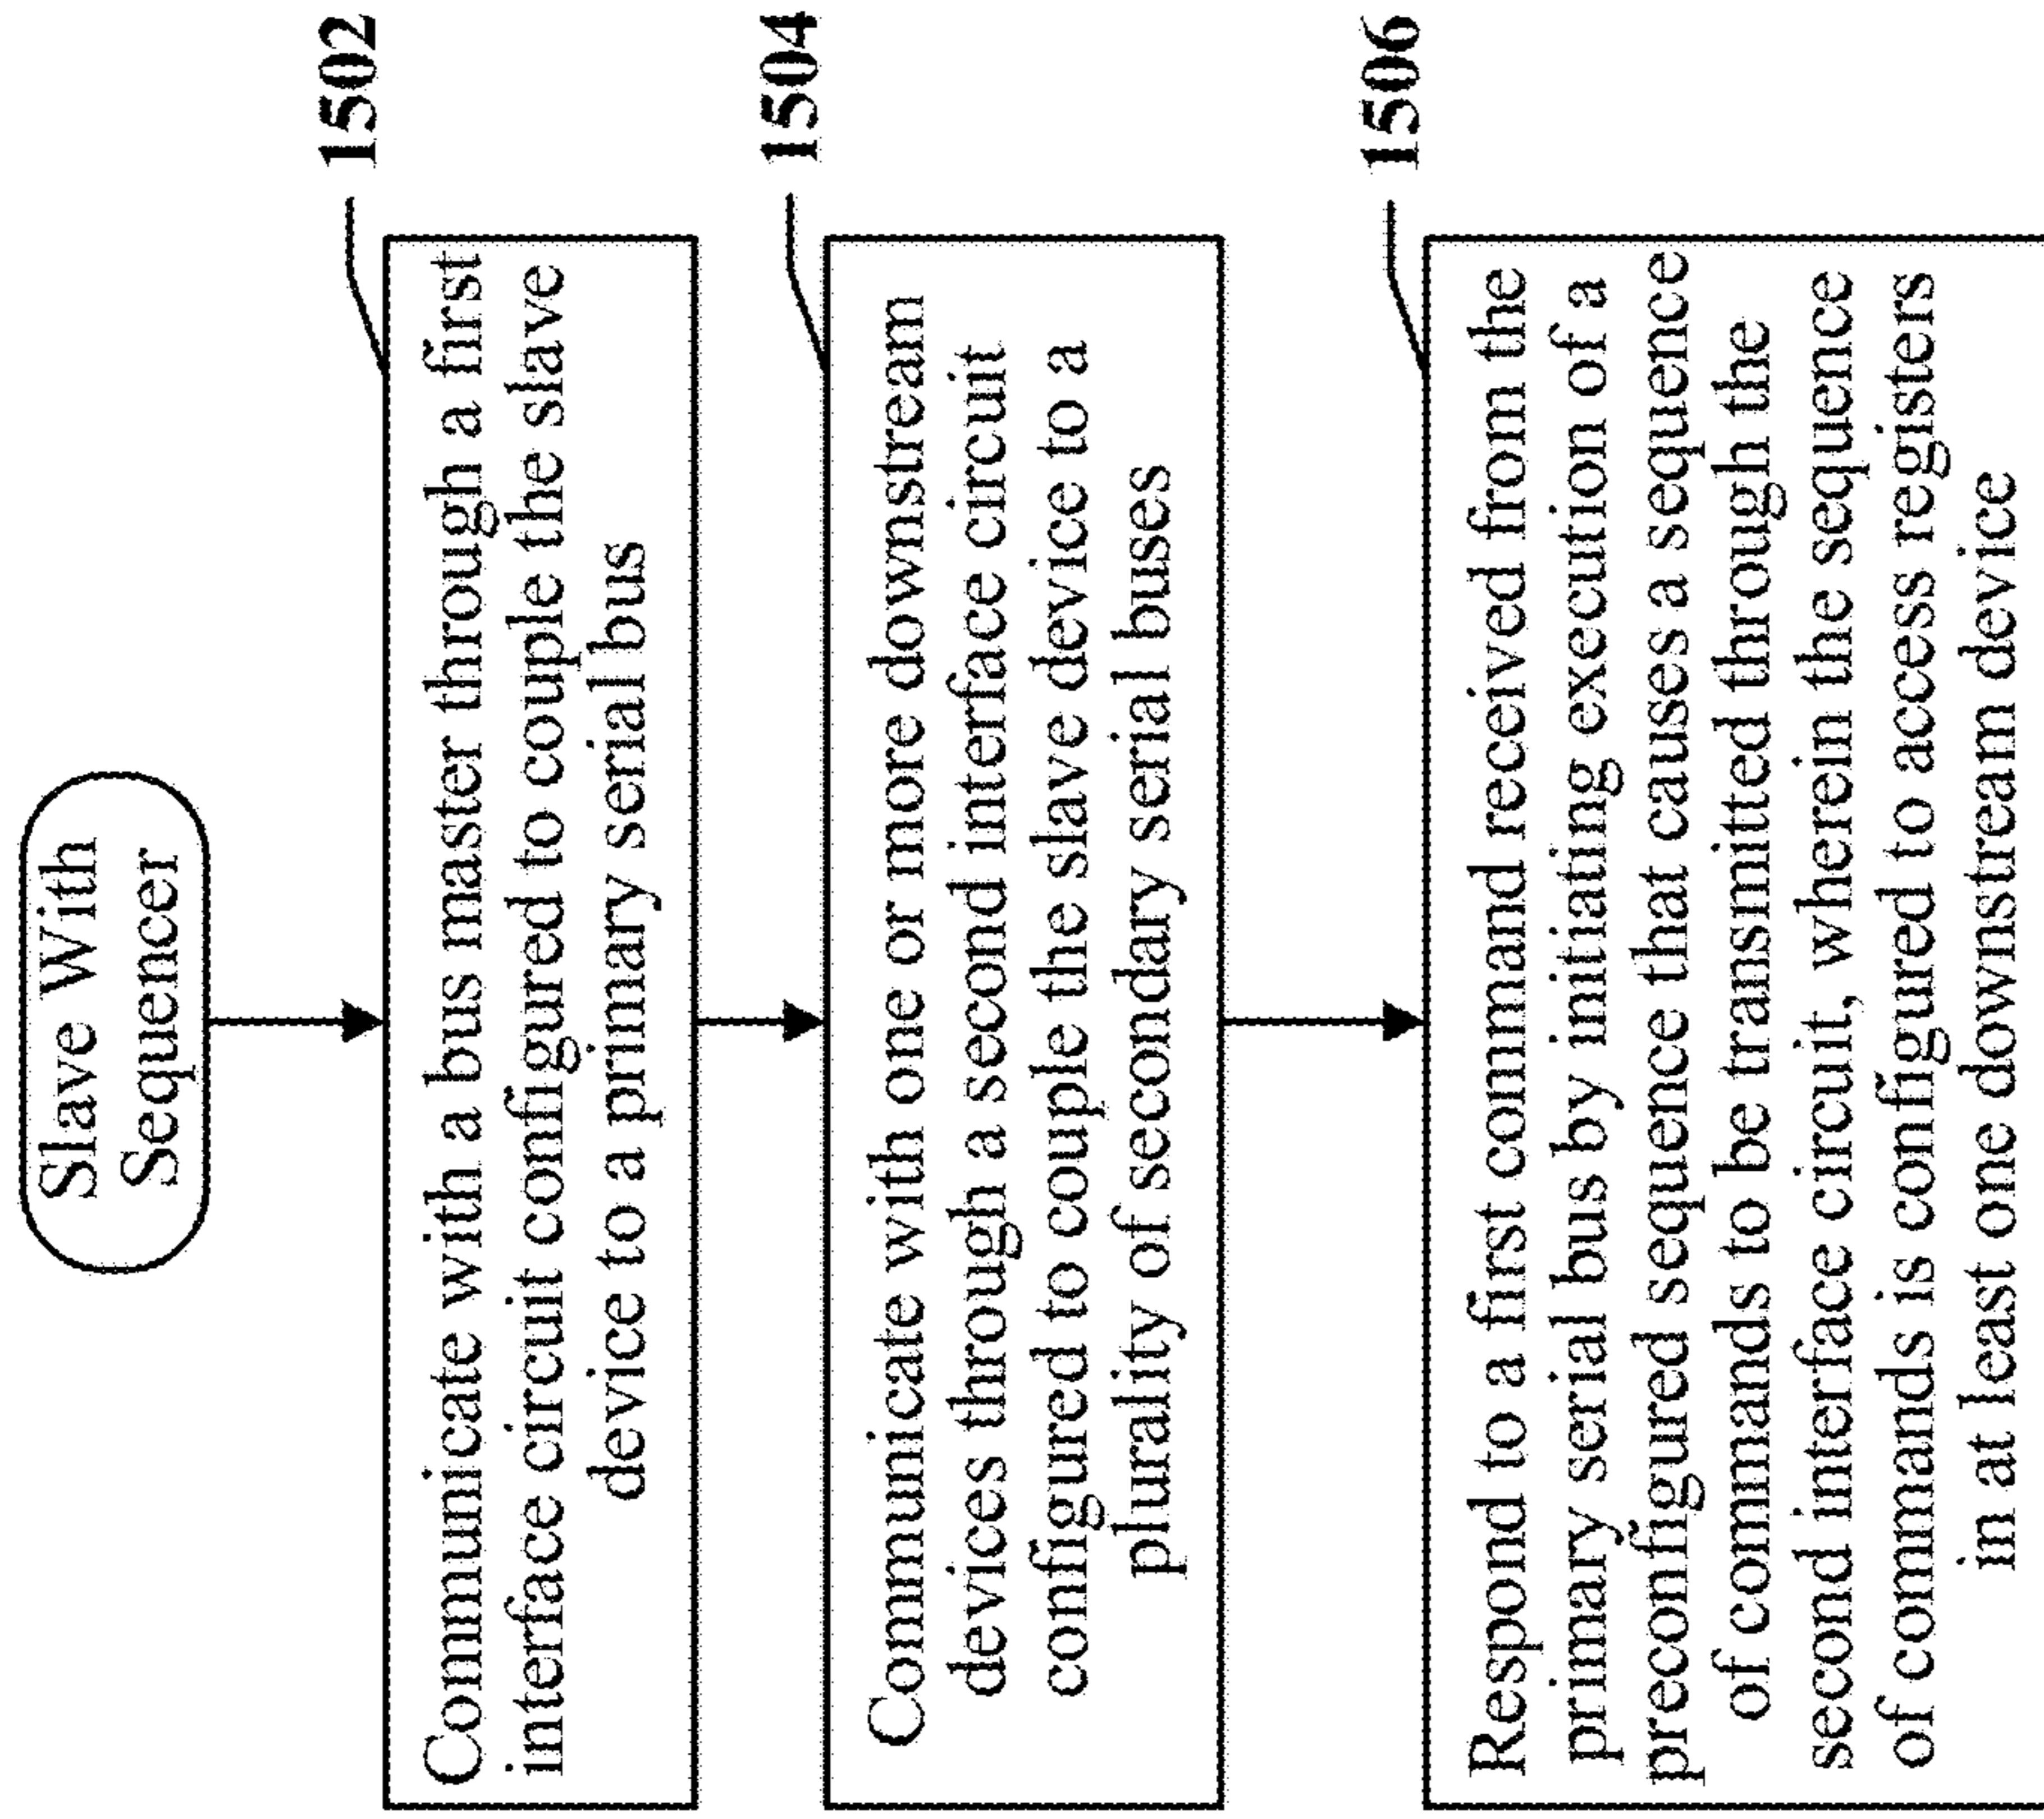 Slave With
Sequencer
1502
Communicate with a bus master through a first
interface circuit configured to couple the slave
device to a primary serial bus
1504
Communicate with one or more downstream
devices through a second interface circuit
configured to couple the slave device to a
plurality of secondary serial buses
1506
Respond to a first command received from the
primary serial bus by initiating execution of a
preconfigured sequence that causes a sequence
of commands to be transmitted through the
second interface circuit, wherein the sequence
of commands is configured to access registers
in at least one downstream device